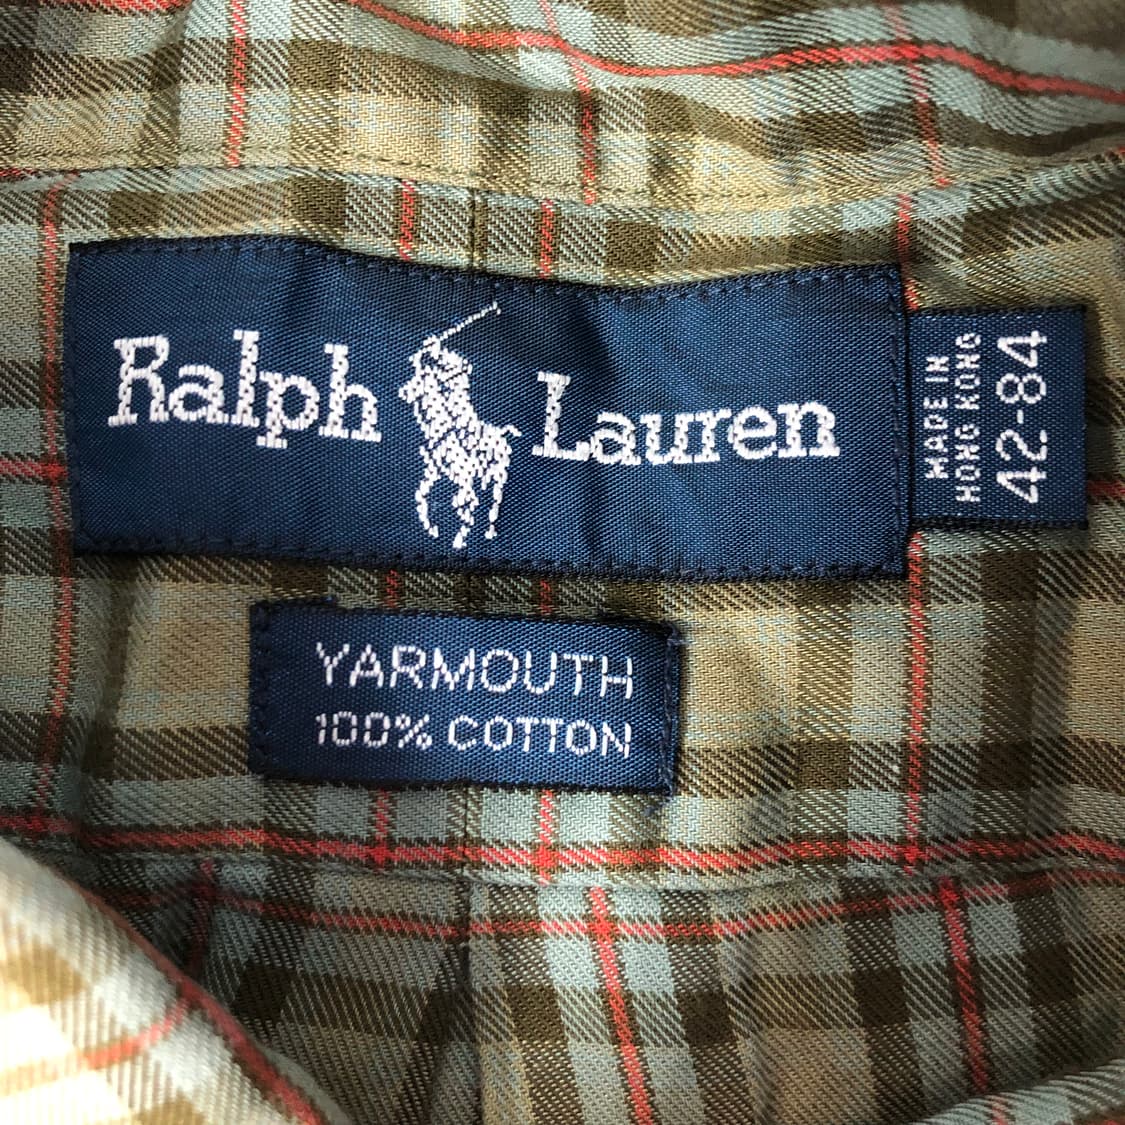 Ralph Lauren
MADE IN
HONG KONG
42-84
YARMOUTH
100% COTTON